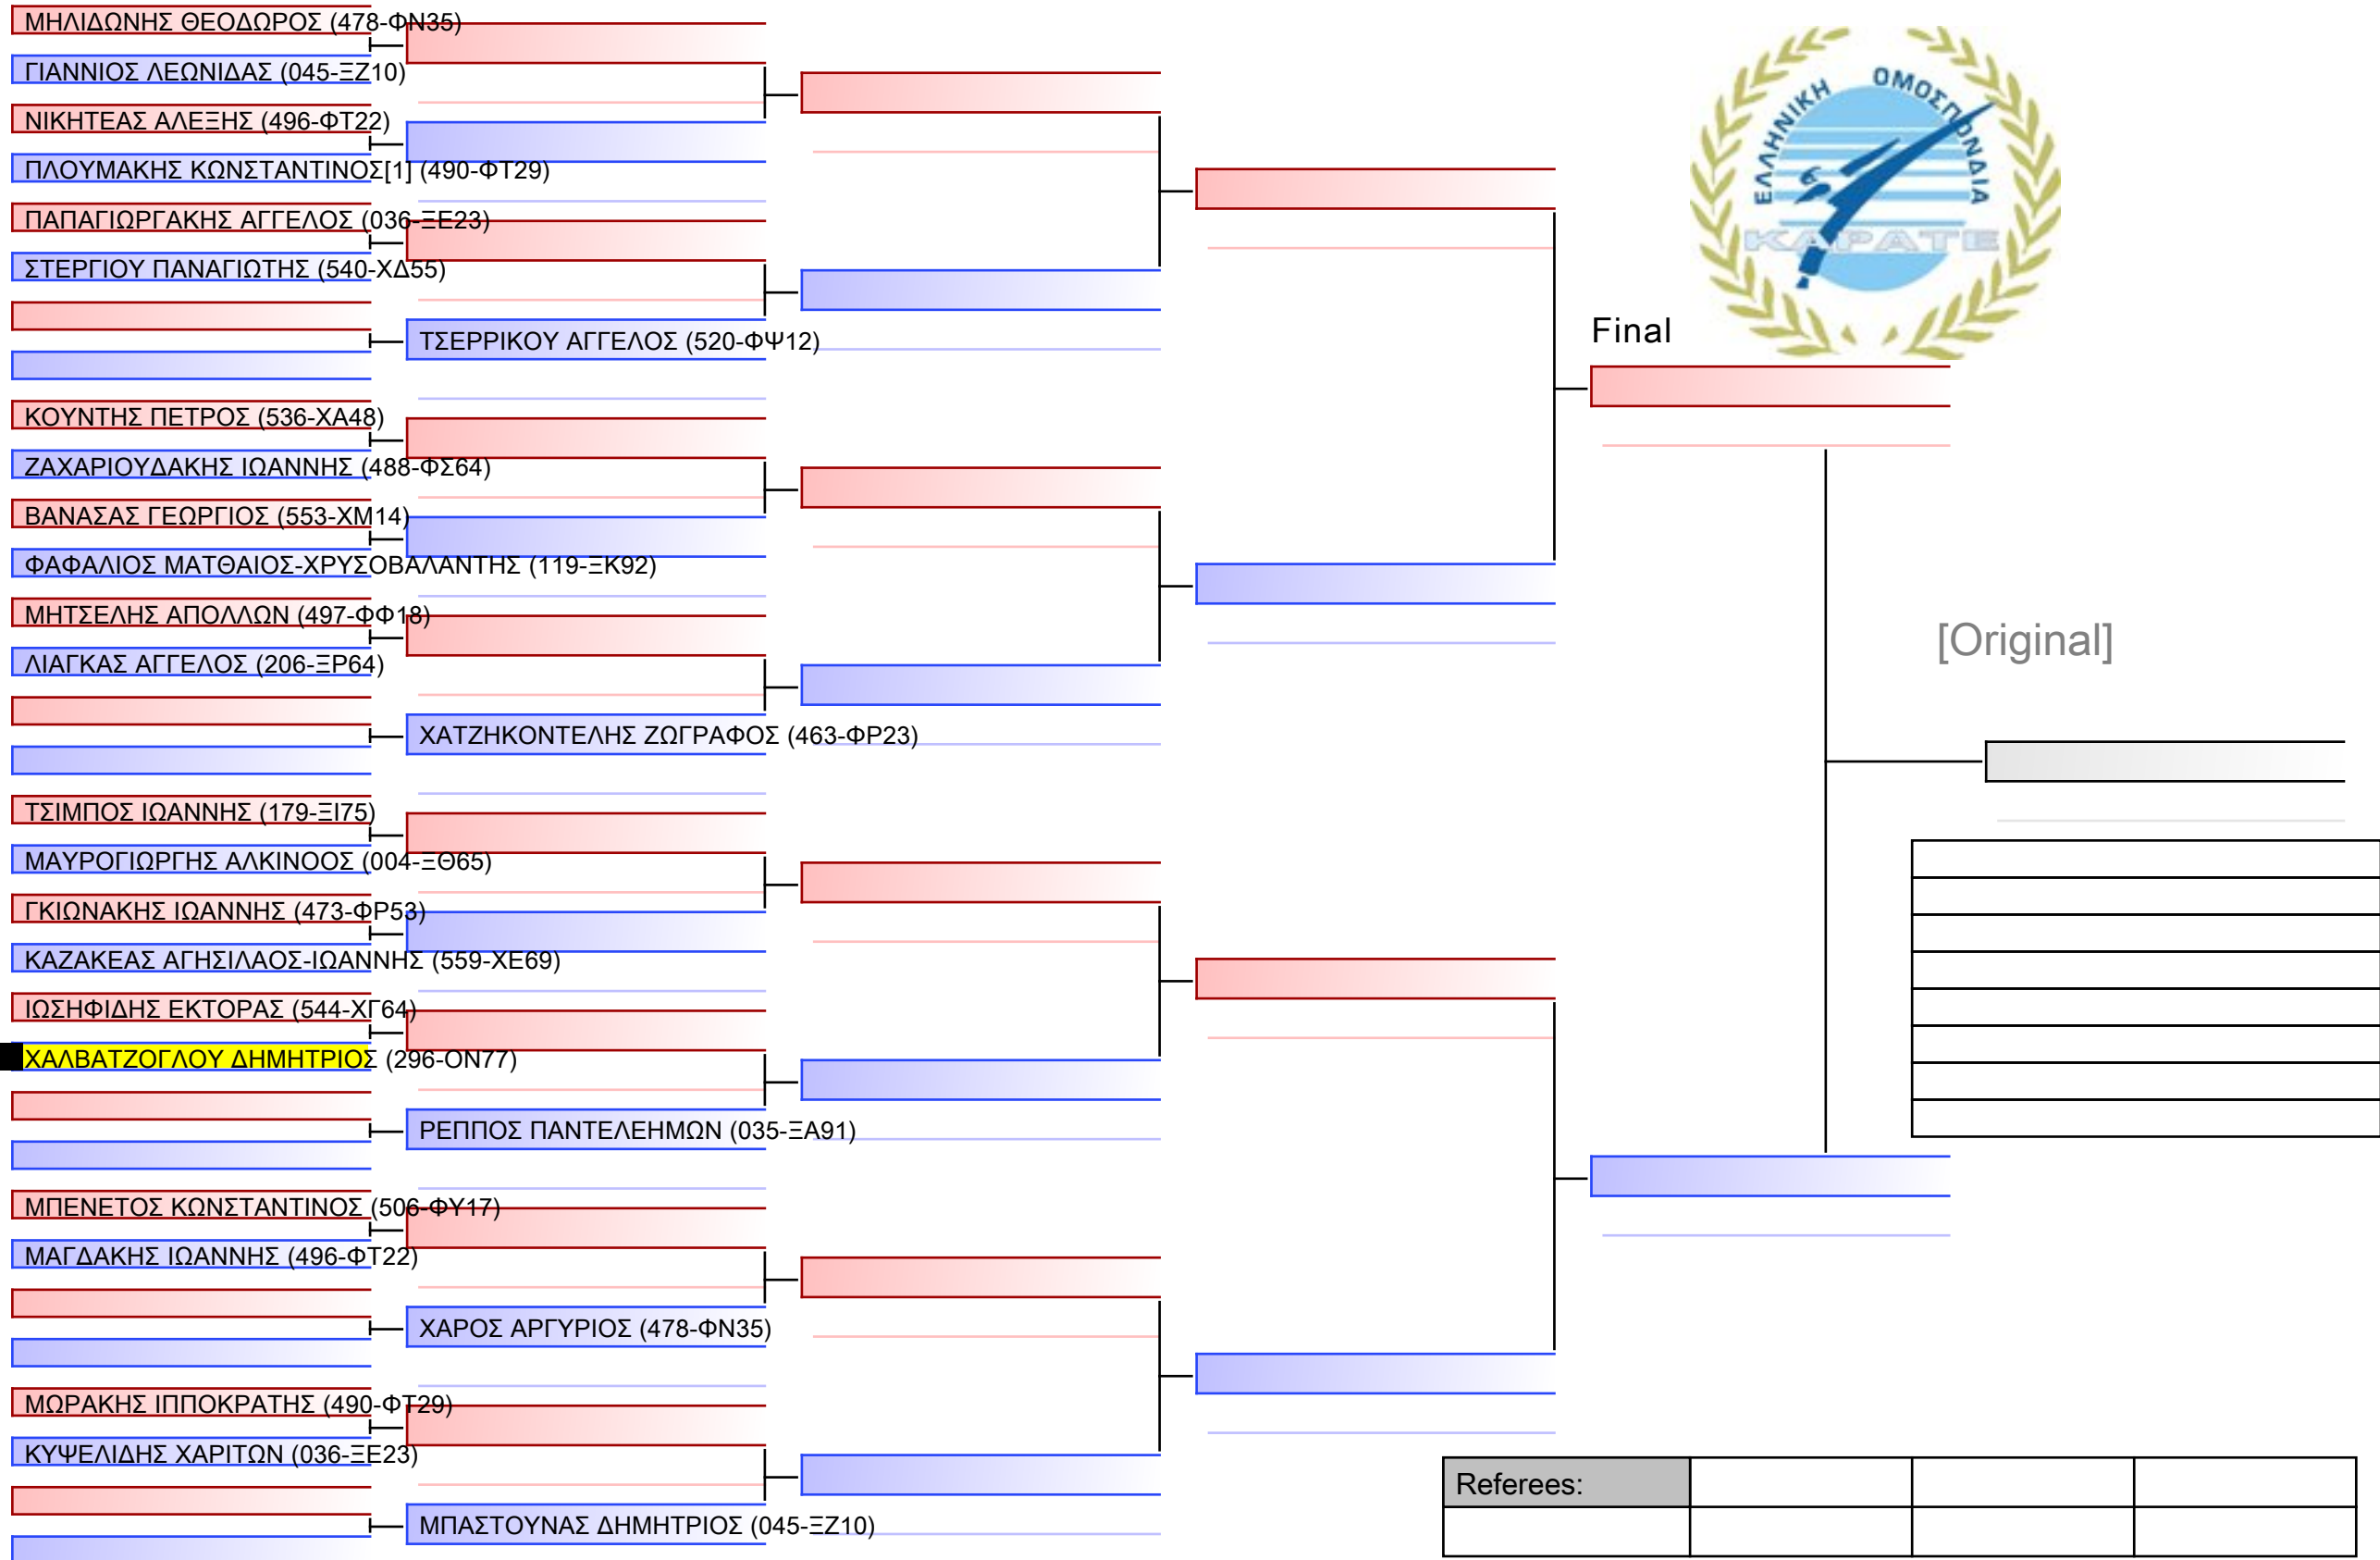 ΜΗΛΙΔΩΝΗΣ ΘΕΟΔΩΡΟΣ (478-ΦΝ35)
ΓΙΑΝΝΙΟΣ ΛΕΩΝΙΔΑΣ (045-ΞΖ10)
ΝΙΚΗΤΕΑΣ ΑΛΕΞΗΣ (496-ΦΤ22)
ΠΛΟΥΜΑΚΗΣ ΚΩΝΣΤΑΝΤΙΝΟΣ[1] (490-ΦΤ29)
ΠΑΠΑΓΙΩΡΓΑΚΗΣ ΑΓΓΕΛΟΣ (036-ΞΕ23)
ΣΤΕΡΓΙΟΥ ΠΑΝΑΓΙΩΤΗΣ (540-ΧΔ55)
ΤΣΕΡΡΙΚΟΥ ΑΓΓΕΛΟΣ (520-ΦΨ12)
ΚΟΥΝΤΗΣ ΠΕΤΡΟΣ (536-ΧΑ48)
ΖΑΧΑΡΙΟΥΔΑΚΗΣ ΙΩΑΝΝΗΣ (488-ΦΣ64)
ΒΑΝΑΣΑΣ ΓΕΩΡΓΙΟΣ (553-ΧΜ14)
ΦΑΦΑΛΙΟΣ ΜΑΤΘΑΙΟΣ-ΧΡΥΣΟΒΑΛΑΝΤΗΣ (119-ΞΚ92)
ΜΗΤΣΕΛΗΣ ΑΠΟΛΛΩΝ (497-ΦΦ18)
ΛΙΑΓΚΑΣ ΑΓΓΕΛΟΣ (206-ΞΡ64)
ΧΑΤΖΗΚΟΝΤΕΛΗΣ ΖΩΓΡΑΦΟΣ (463-ΦΡ23)
ΤΣΙΜΠΟΣ ΙΩΑΝΝΗΣ (179-ΞΙ75)
ΜΑΥΡΟΓΙΩΡΓΗΣ ΑΛΚΙΝΟΟΣ (004-ΞΘ65)
ΓΚΙΩΝΑΚΗΣ ΙΩΑΝΝΗΣ (473-ΦΡ53)
ΚΑΖΑΚΕΑΣ ΑΓΗΣΙΛΑΟΣ-ΙΩΑΝΝΗΣ (559-ΧΕ69)
ΙΩΣΗΦΙΔΗΣ ΕΚΤΟΡΑΣ (544-ΧΓ64)
ΧΑΛΒΑΤΖΟΓΛΟΥ ΔΗΜΗΤΡΙΟΣ (296-ΟΝ77)
ΡΕΠΠΟΣ ΠΑΝΤΕΛΕΗΜΩΝ (035-ΞΑ91)
ΜΠΕΝΕΤΟΣ ΚΩΝΣΤΑΝΤΙΝΟΣ (506-ΦΥ17)
ΜΑΓΔΑΚΗΣ ΙΩΑΝΝΗΣ (496-ΦΤ22)
ΧΑΡΟΣ ΑΡΓΥΡΙΟΣ (478-ΦΝ35)
ΜΩΡΑΚΗΣ ΙΠΠΟΚΡΑΤΗΣ (490-ΦΤ29)
ΚΥΨΕΛΙΔΗΣ ΧΑΡΙΤΩΝ (036-ΞΕ23)
ΜΠΑΣΤΟΥΝΑΣ ΔΗΜΗΤΡΙΟΣ (045-ΞΖ10)
ΕΛΛΗΝΙΚΗ ΟΜΟΣΠΟΝΔΙΑ
ΚΑΡΑΤΕ
Final
[Original]
Referees: